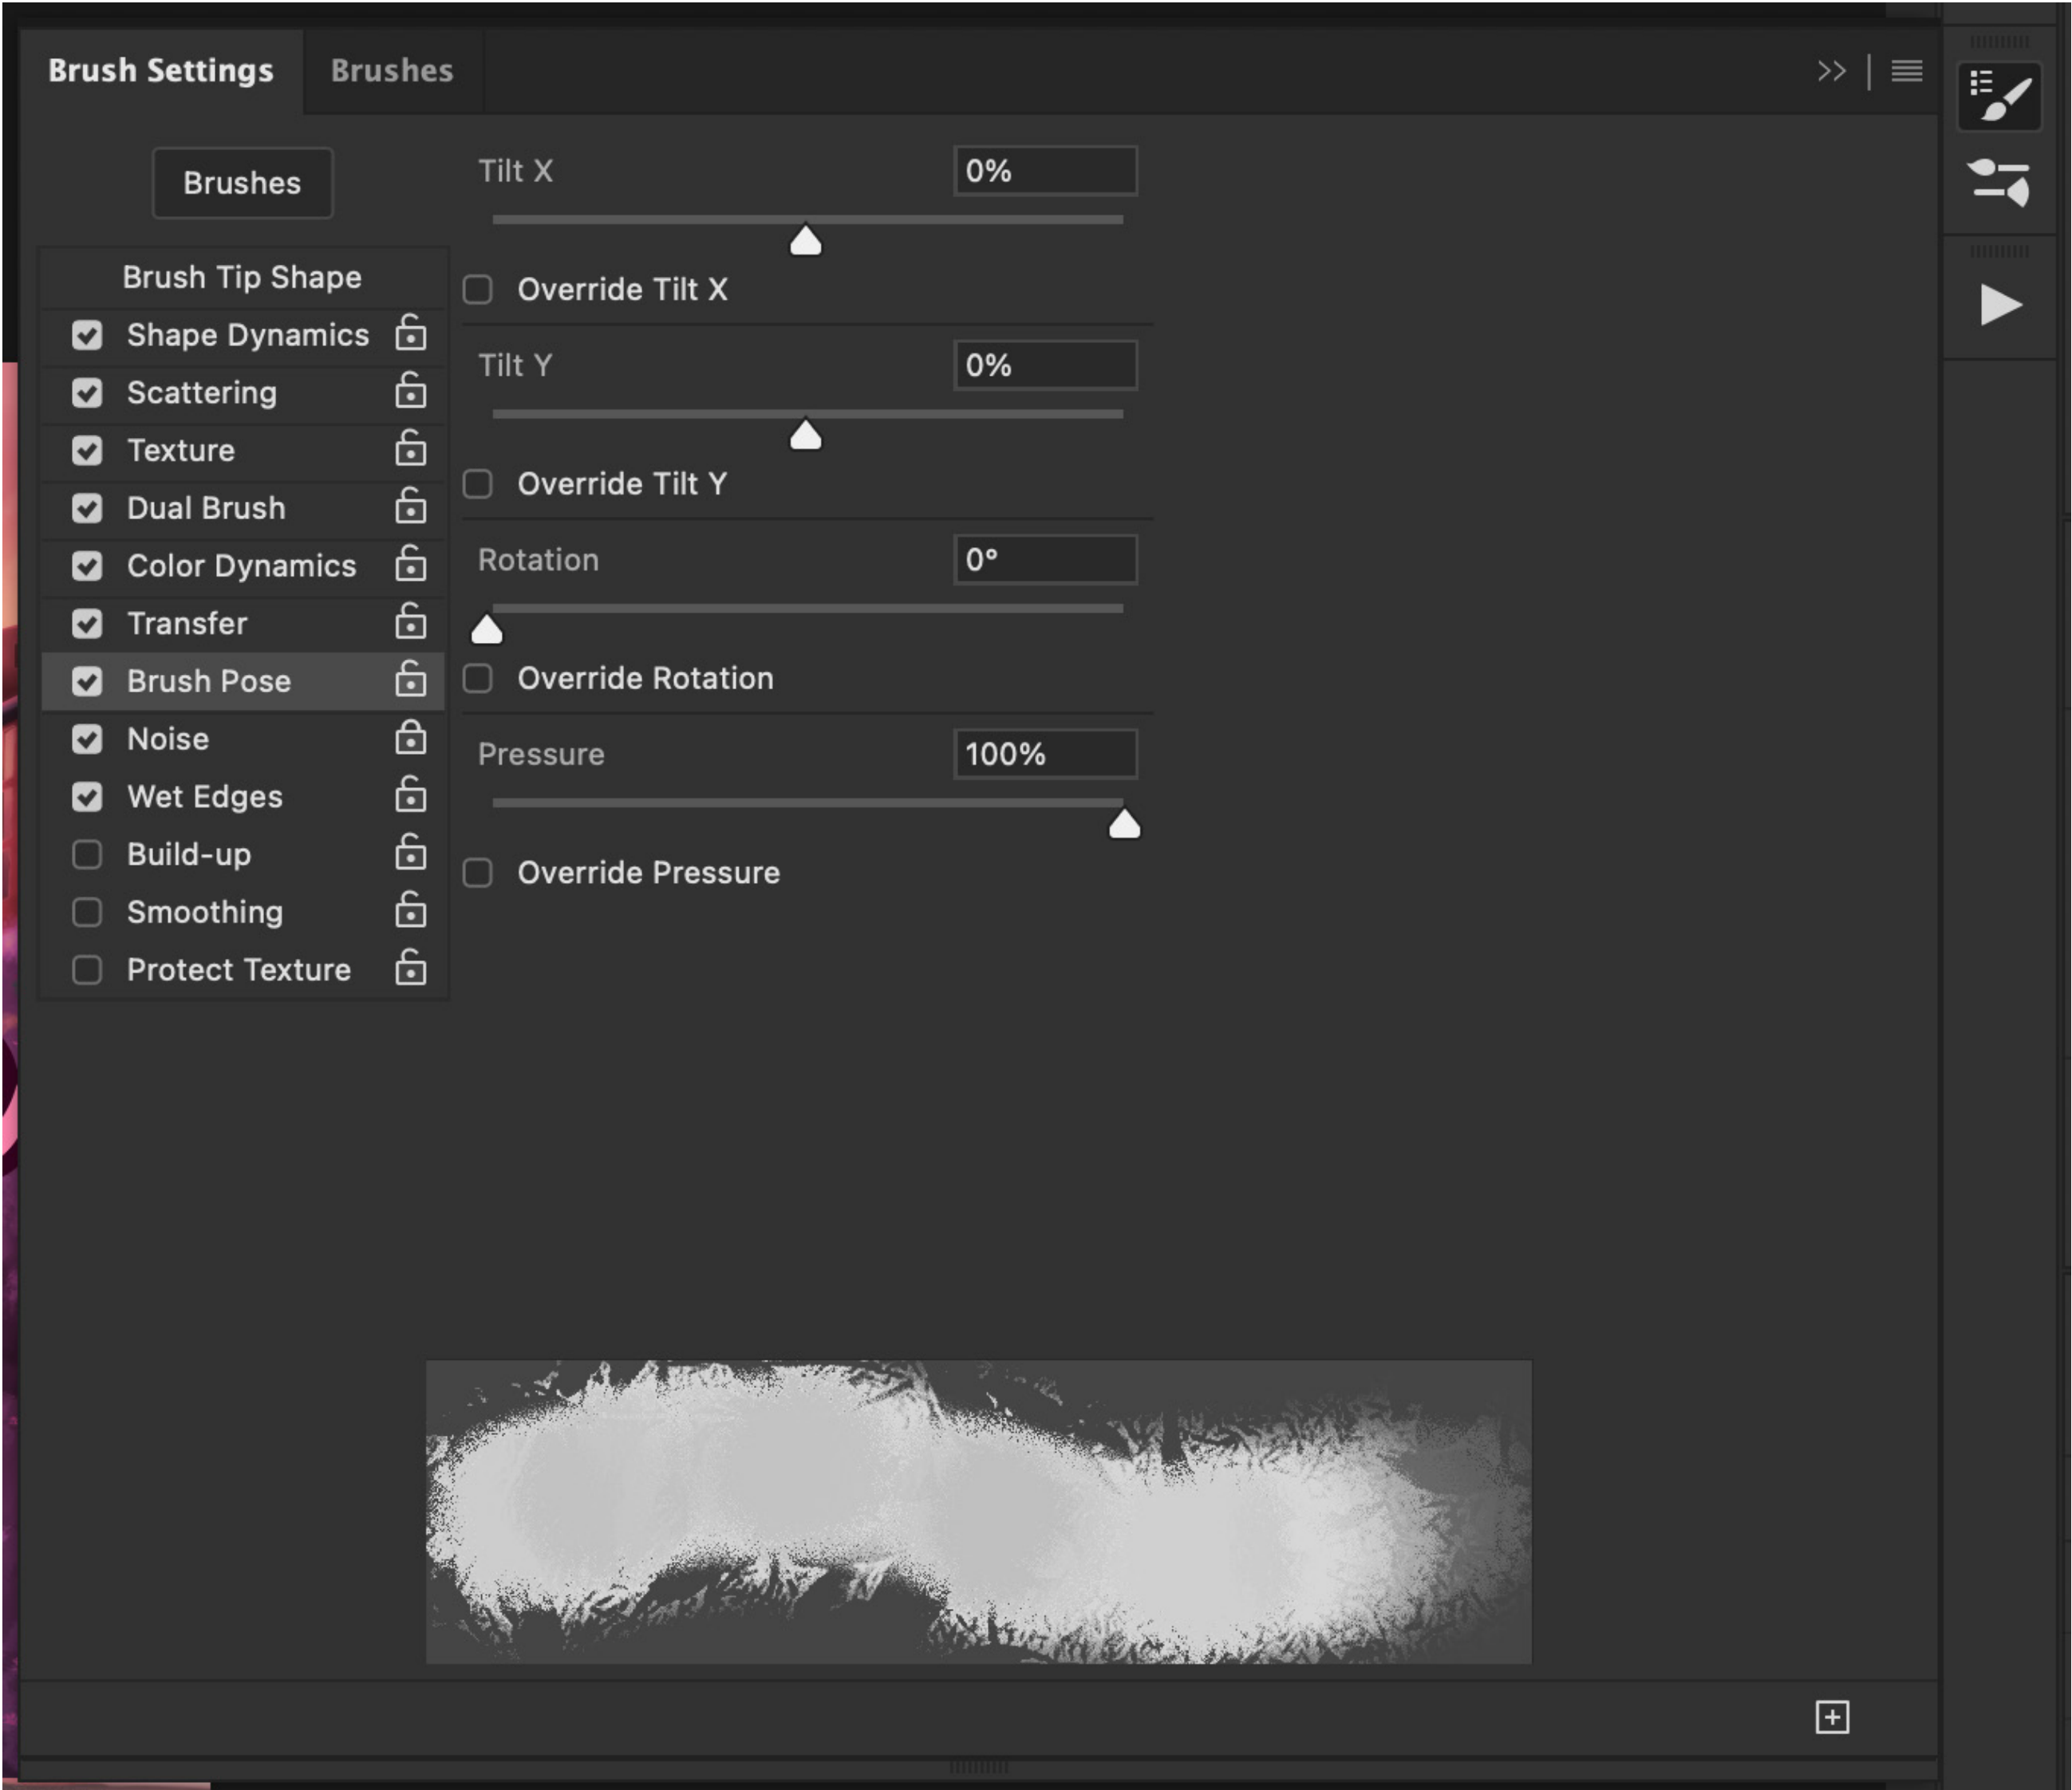 Brush Settings
Brushes
Brushes
Brush Tip Shape
Shape Dynamics
Scattering
Texture
Dual Brush
Color Dynamics
Transfer
Brush Pose
Noise
Wet Edges
Build-up
Smoothing
Protect Texture
Tilt X 0%
Override Tilt X
Tilt Y 0%
Override Tilt Y
Rotation 0°
Override Rotation
Pressure 100%
Override Pressure